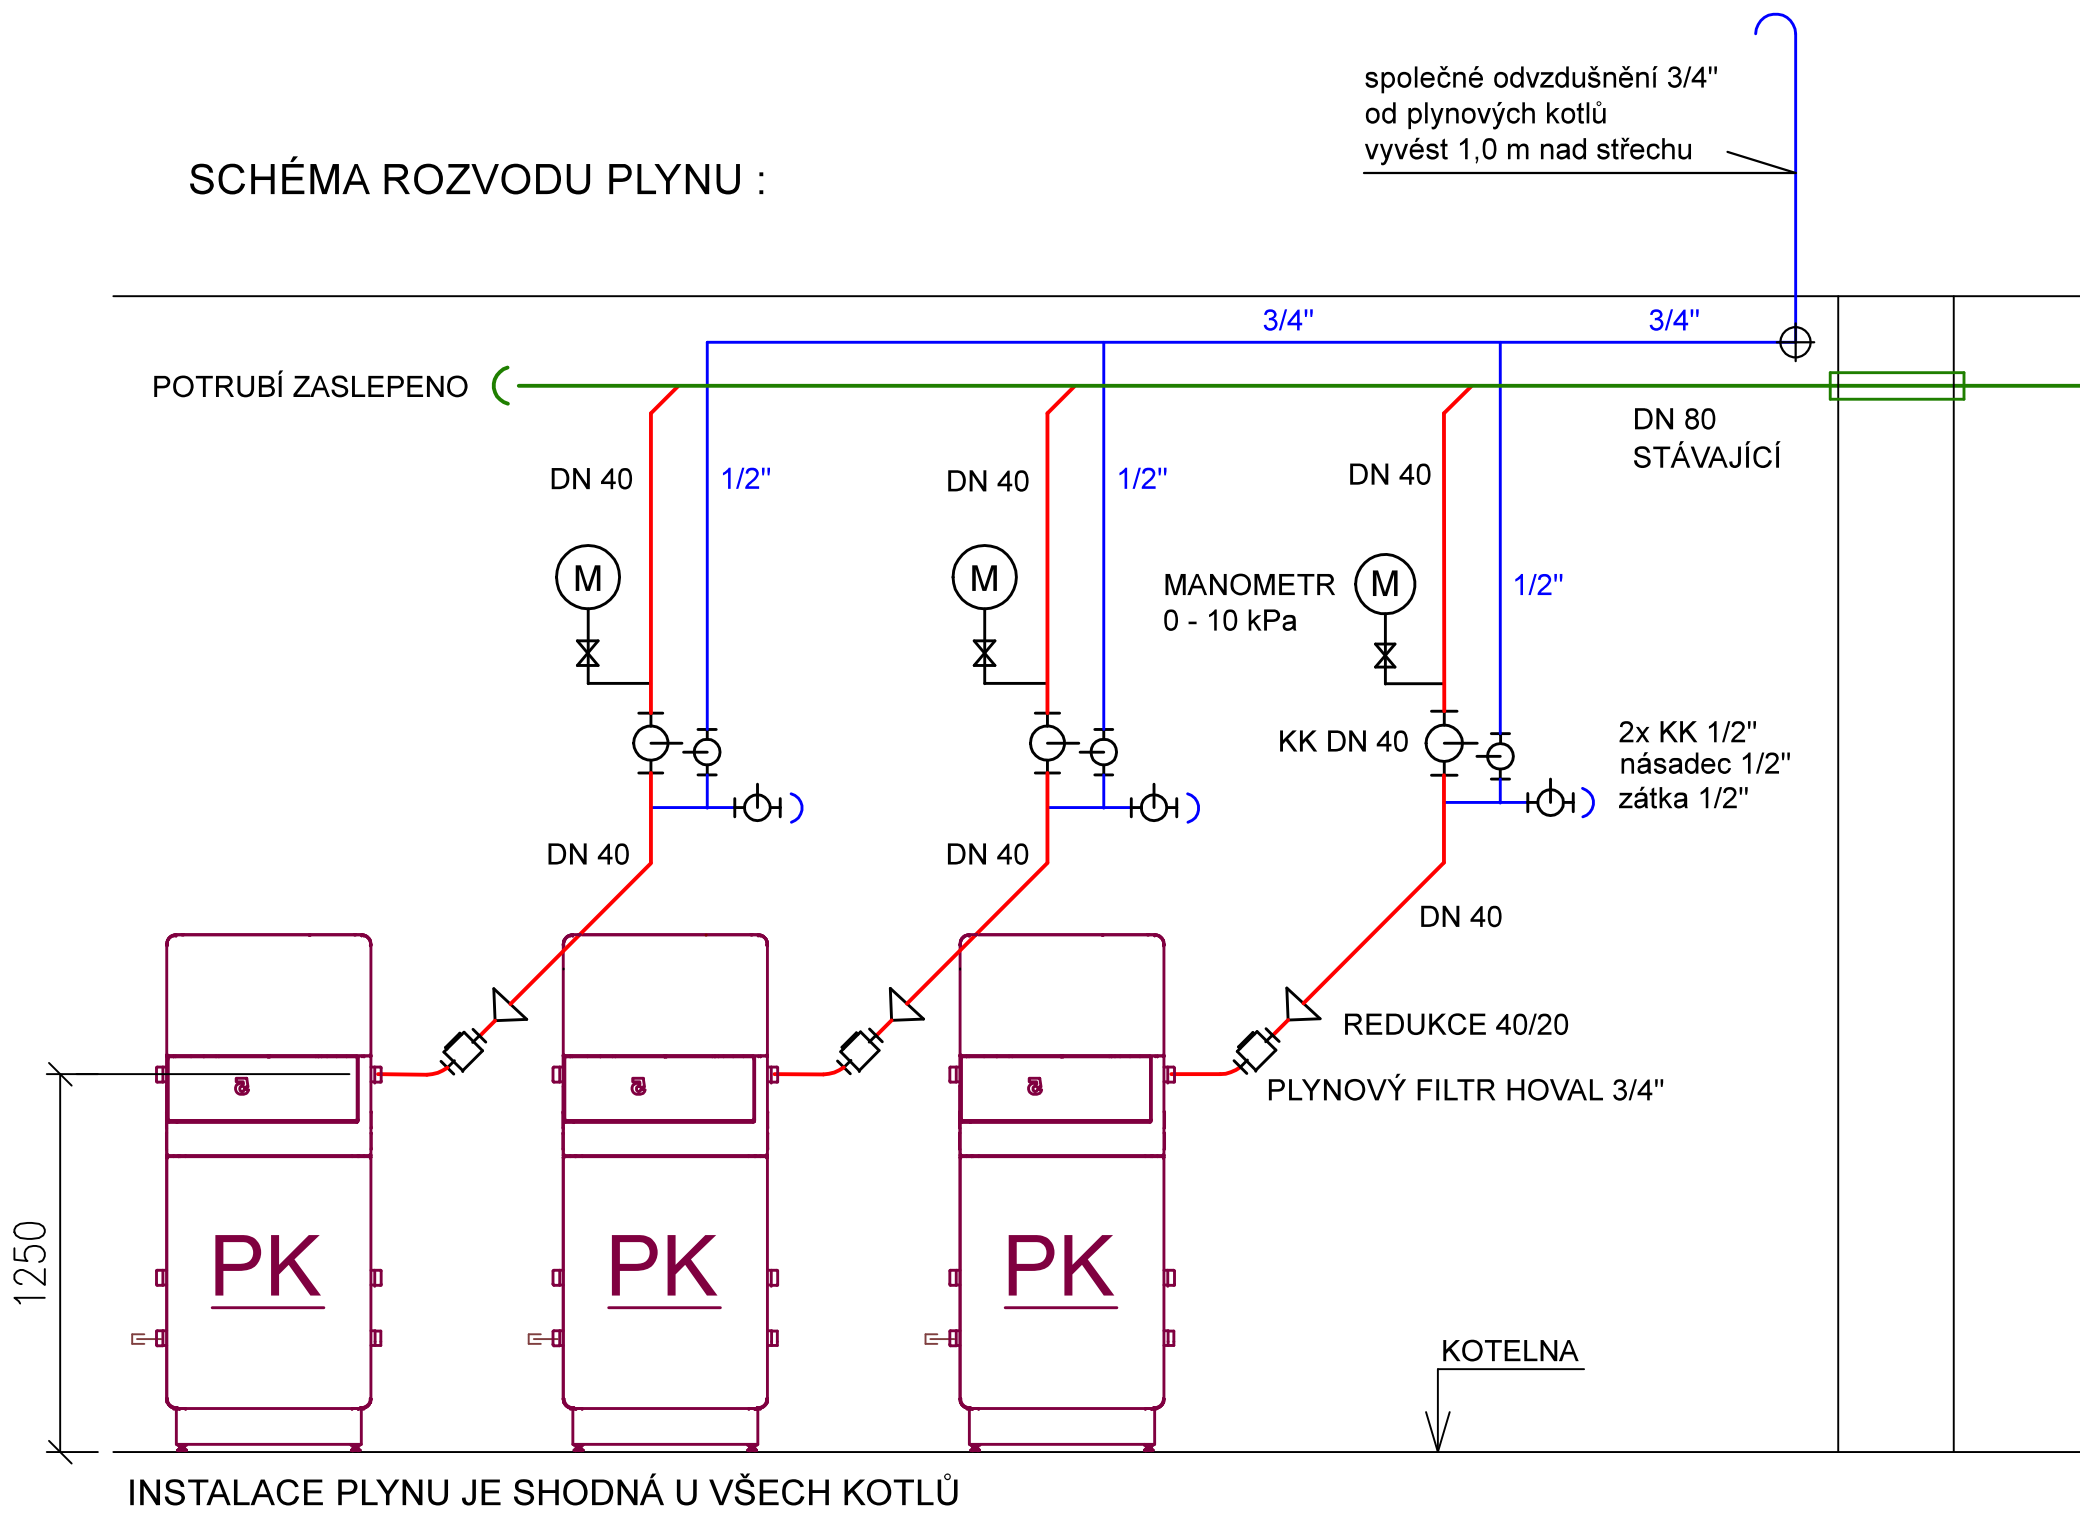 společné odvzdušnění 3/4"
od plynových kotlů
vyvést 1,0 m nad střechu
SCHÉMA ROZVODU PLYNU :
3/4"
3/4"
POTRUBÍ ZASLEPENO
DN 80
STÁVAJÍCÍ
DN 40
1/2"
DN 40
1/2"
DN 40
M
M
MANOMETR
0 - 10 kPa
M
1/2"
KK DN 40
2x KK 1/2"
násadec 1/2"
zátka 1/2"
DN 40
DN 40
DN 40
REDUKCE 40/20
PLYNOVÝ FILTR HOVAL 3/4"
1250
PK
PK
PK
KOTELNA
INSTALACE PLYNU JE SHODNÁ U VŠECH KOTLŮ